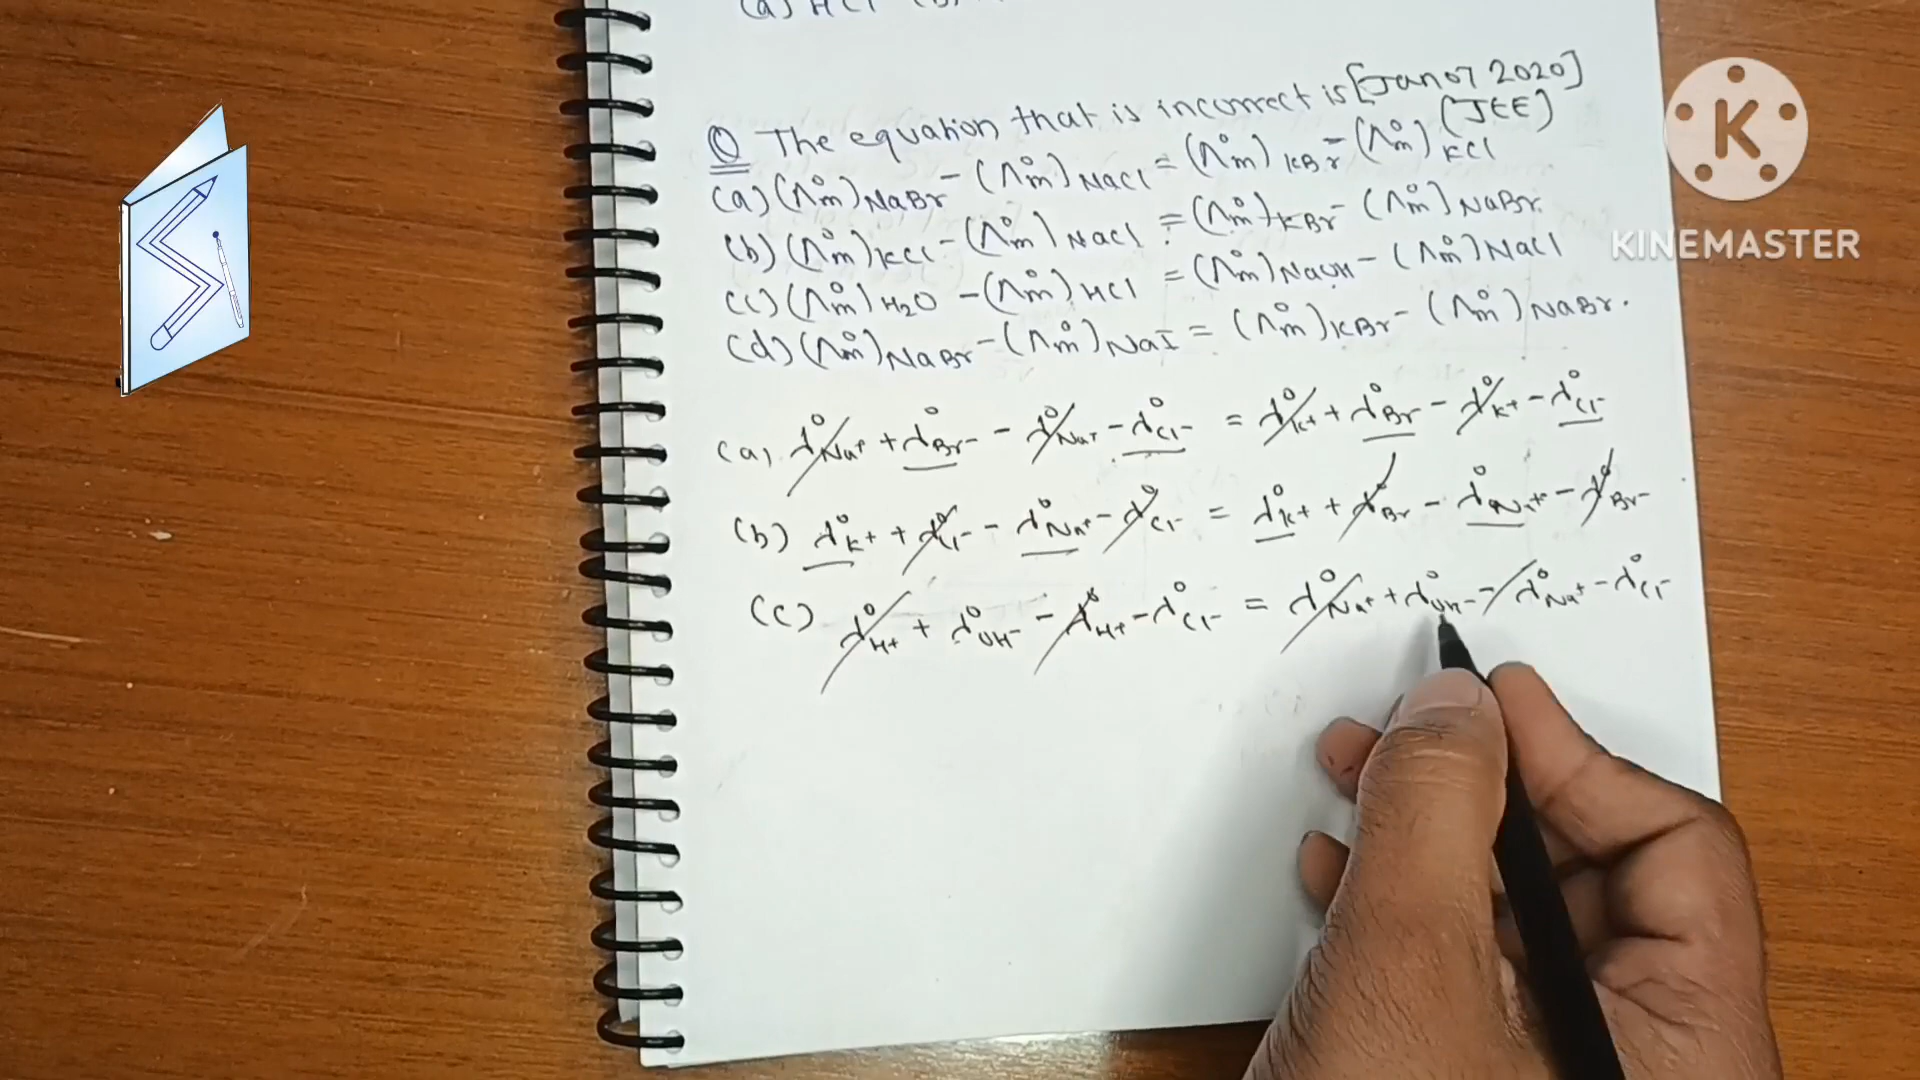 (a) HCl (b)
Q The equation that is incorrect is [Jan 07 2020]
(JEE)
(a) (Λ°m) NaBr - (Λ°m) NaCl = (Λ°m) KBr - (Λ°m) KCl
(b) (Λ°m) KCl - (Λ°m) NaCl = (Λ°m) KBr - (Λ°m) NaBr.
(c) (Λ°m) H2O - (Λ°m) HCl = (Λ°m) NaOH - (Λ°m) NaCl
(d) (Λ°m) NaBr - (Λ°m) NaI = (Λ°m) KBr - (Λ°m) NaBr.
(a) λ°Na+ + λ°Br- - λ°Na+ - λ°Cl- = λ°K+ + λ°Br - λ°K+ - λ°Cl-
(b) λ°K+ + λ°Cl- - λ°Na+ - λ°Cl- = λ°K+ + λ°Br - λ°Na+ - λ°Br-
(c) λ°H+ + λ°OH- - λ°H+ - λ°Cl- = λ°Na+ + λ°OH- - λ°Na+ - λ°Cl-
K
KINEMASTER